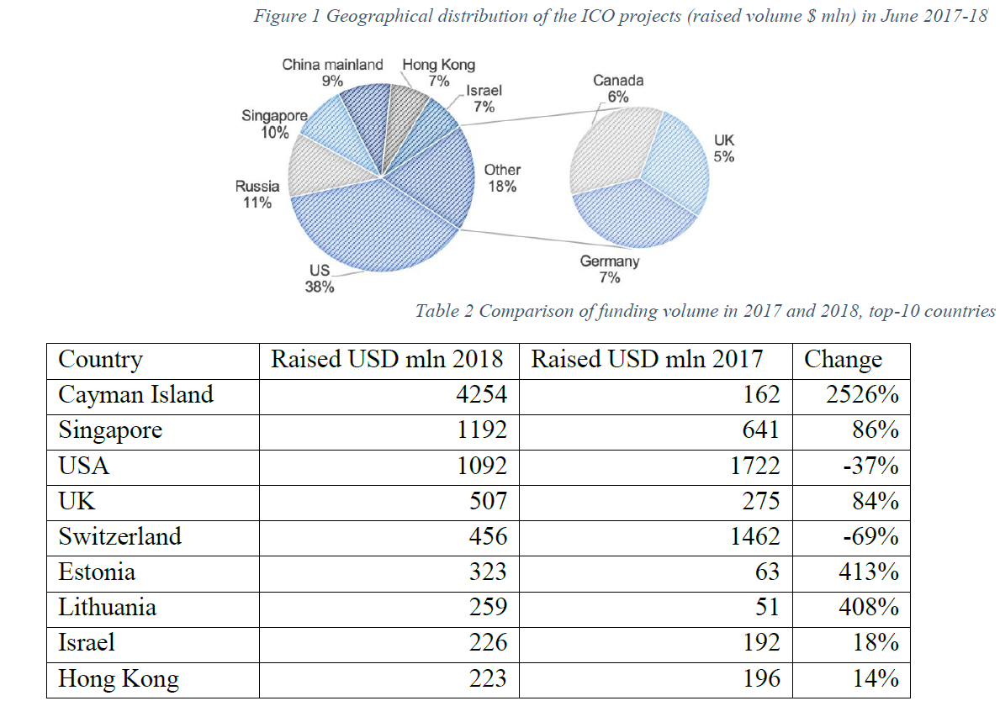 Figure 1 Geographical distribution of the ICO projects (raised volume $ mln) in June 2017-18
China mainland
9%
Hong Kong
7%
Israel
7%
Singapore
10%
Other
18%
Russia
11%
US
38%
Canada
6%
UK
5%
Germany
7%
Table 2 Comparison of funding volume in 2017 and 2018, top-10 countries
Country Raised USD mln 2018 Raised USD mln 2017 Change
Cayman Island 4254 162 2526%
Singapore 1192 641 86%
USA 1092 1722 -37%
UK 507 275 84%
Switzerland 456 1462 -69%
Estonia 323 63 413%
Lithuania 259 51 408%
Israel 226 192 18%
Hong Kong 223 196 14%